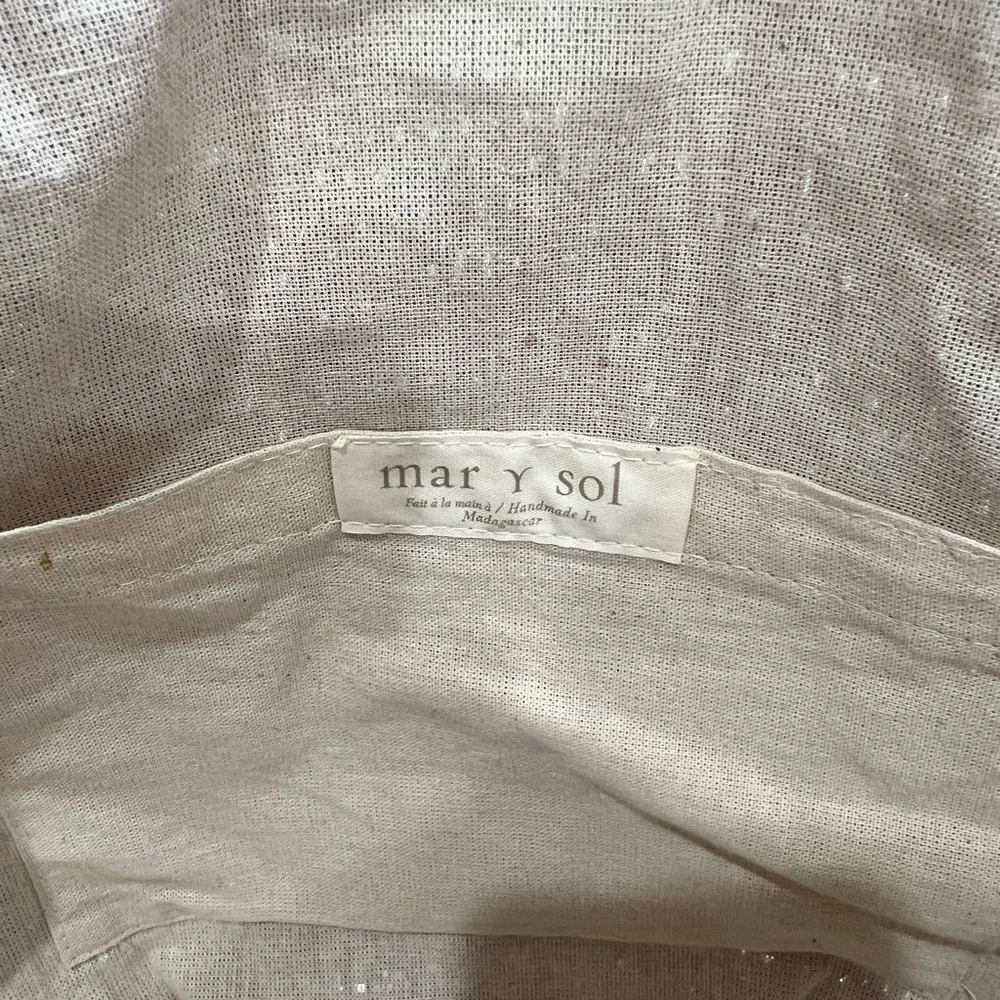 mar Y sol
Fait à la main à / Handmade In
Madagascar